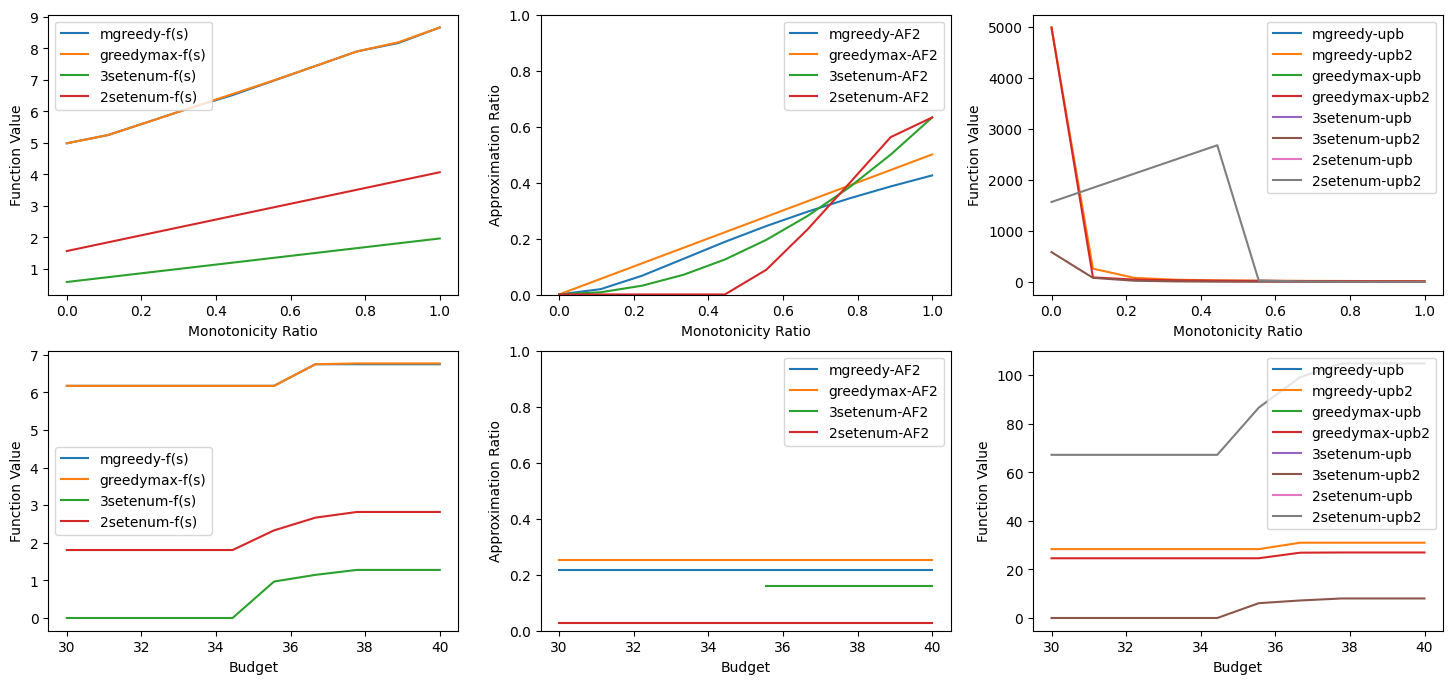 9
8
7
6
5
4
3
2
1
Function Value
mgreedy-f(s)
greedymax-f(s)
3setenum-f(s)
2setenum-f(s)
0.0 0.2 0.4 0.6 0.8 1.0
Monotonicity Ratio
1.0
0.8
0.6
0.4
0.2
0.0
Approximation Ratio
mgreedy-AF2
greedymax-AF2
3setenum-AF2
2setenum-AF2
0.0 0.2 0.4 0.6 0.8 1.0
Monotonicity Ratio
5000
4000
3000
2000
1000
0
Function Value
mgreedy-upb
mgreedy-upb2
greedymax-upb
greedymax-upb2
3setenum-upb
3setenum-upb2
2setenum-upb
2setenum-upb2
0.0 0.2 0.4 0.6 0.8 1.0
Monotonicity Ratio
7
6
5
4
3
2
1
0
Function Value
mgreedy-f(s)
greedymax-f(s)
3setenum-f(s)
2setenum-f(s)
30 32 34 36 38 40
Budget
1.0
0.8
0.6
0.4
0.2
0.0
Approximation Ratio
mgreedy-AF2
greedymax-AF2
3setenum-AF2
2setenum-AF2
30 32 34 36 38 40
Budget
100
80
60
40
20
0
Function Value
mgreedy-upb
mgreedy-upb2
greedymax-upb
greedymax-upb2
3setenum-upb
3setenum-upb2
2setenum-upb
2setenum-upb2
30 32 34 36 38 40
Budget